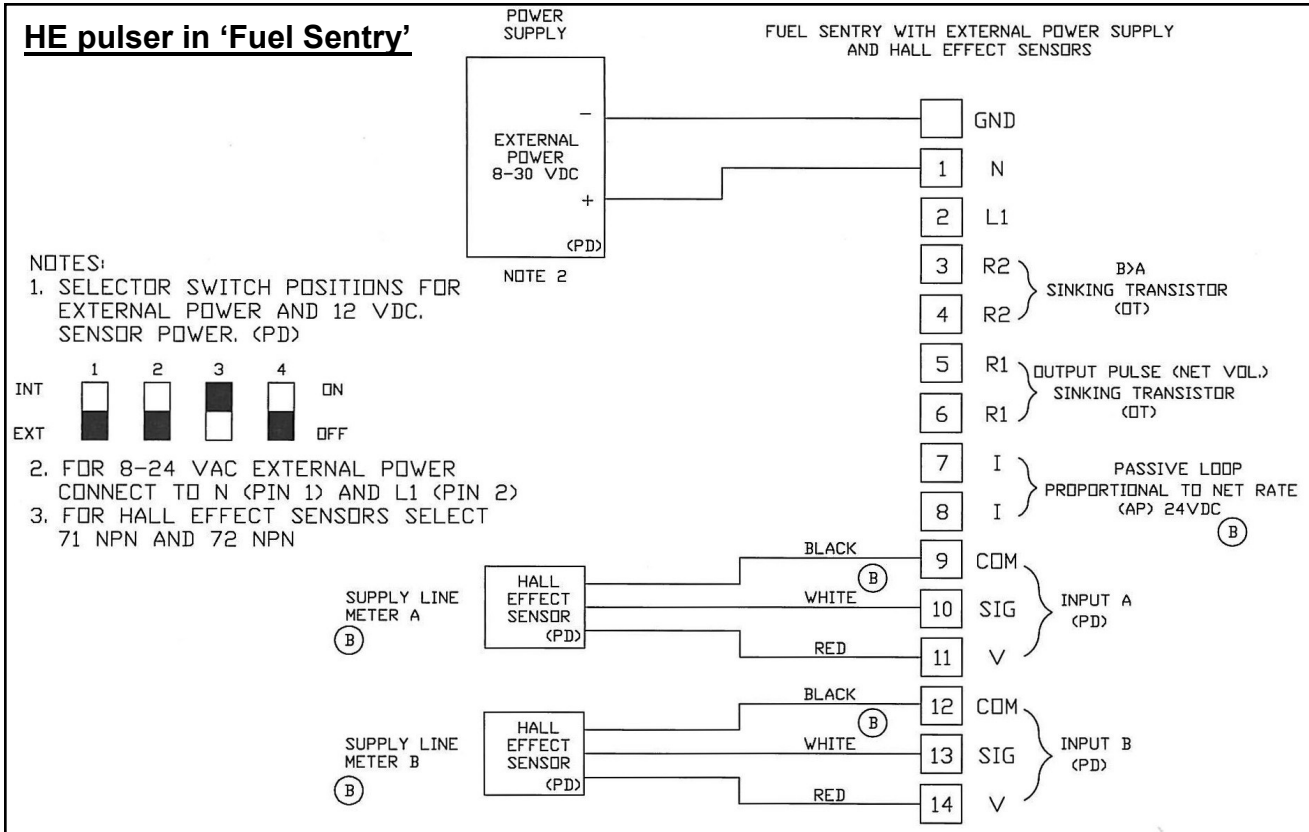 HE pulser in ‘Fuel Sentry’
POWER
SUPPLY
FUEL SENTRY WITH EXTERNAL POWER SUPPLY
AND HALL EFFECT SENSORS
-
EXTERNAL
POWER
8-30 VDC
+
(PD)
NOTE 2
GND
1 N
2 L1
3 R2
4 R2
B>A
SINKING TRANSISTOR
(OT)
5 R1
6 R1
OUTPUT PULSE (NET VOL.)
SINKING TRANSISTOR
(OT)
7 I
8 I
PASSIVE LOOP
PROPORTIONAL TO NET RATE
(AP) 24VDC
B
NOTES:
1. SELECTOR SWITCH POSITIONS FOR
EXTERNAL POWER AND 12 VDC.
SENSOR POWER. (PD)
1 2 3 4
INT ON
EXT OFF
2. FOR 8-24 VAC EXTERNAL POWER
CONNECT TO N (PIN 1) AND L1 (PIN 2)
3. FOR HALL EFFECT SENSORS SELECT
71 NPN AND 72 NPN
SUPPLY LINE
METER A
B
HALL
EFFECT
SENSOR
(PD)
BLACK
B
WHITE
RED
9 COM
10 SIG
11 V
INPUT A
(PD)
SUPPLY LINE
METER B
B
HALL
EFFECT
SENSOR
(PD)
BLACK
B
WHITE
RED
12 COM
13 SIG
14 V
INPUT B
(PD)